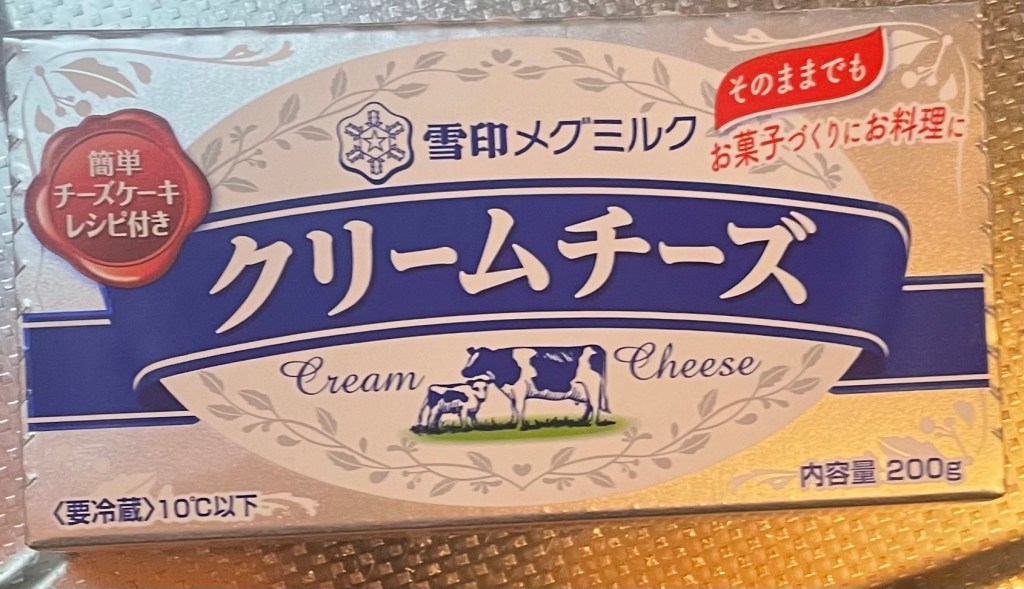 雪印メグミルク
そのままでも
お菓子づくりにお料理に
簡単
チーズケーキ
レシピ付き
クリームチーズ
Cream Cheese
〈要冷蔵〉10℃以下
内容量 200g